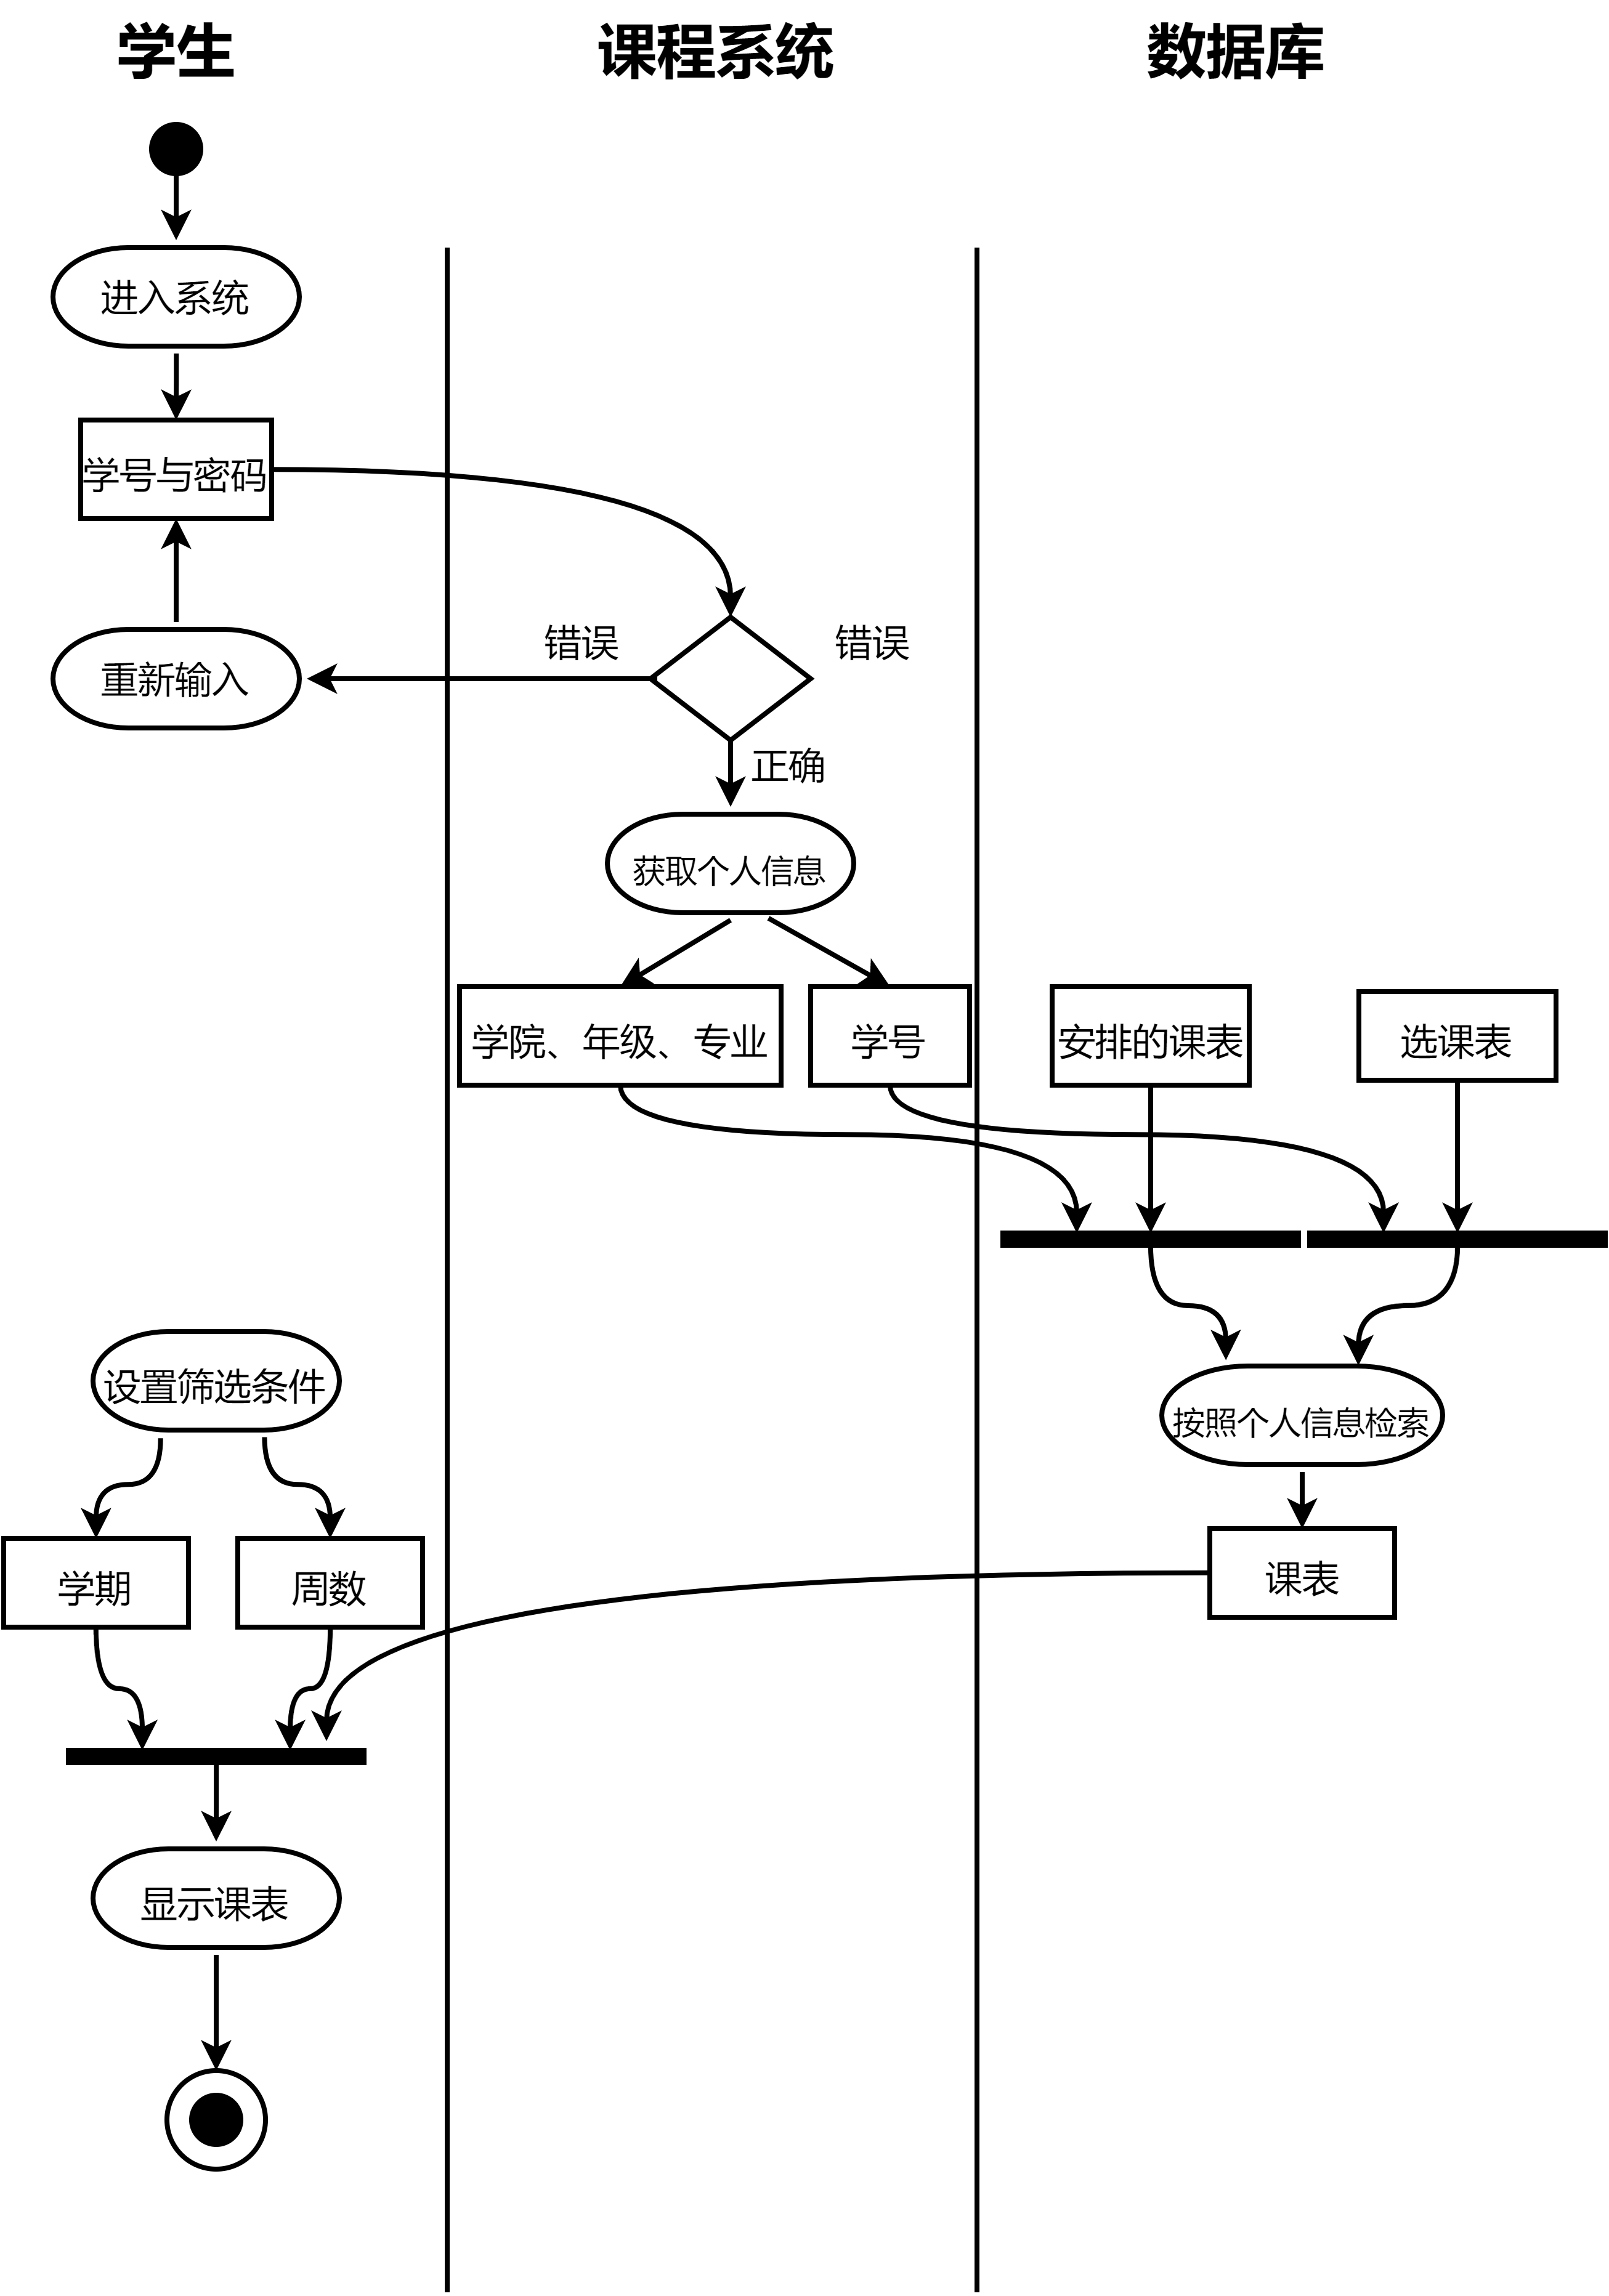 学生
课程系统
数据库
进入系统
学号与密码
错误
错误
重新输入
正确
获取个人信息
学院、年级、专业
学号
安排的课表
选课表
设置筛选条件
按照个人信息检索
学期
周数
课表
显示课表